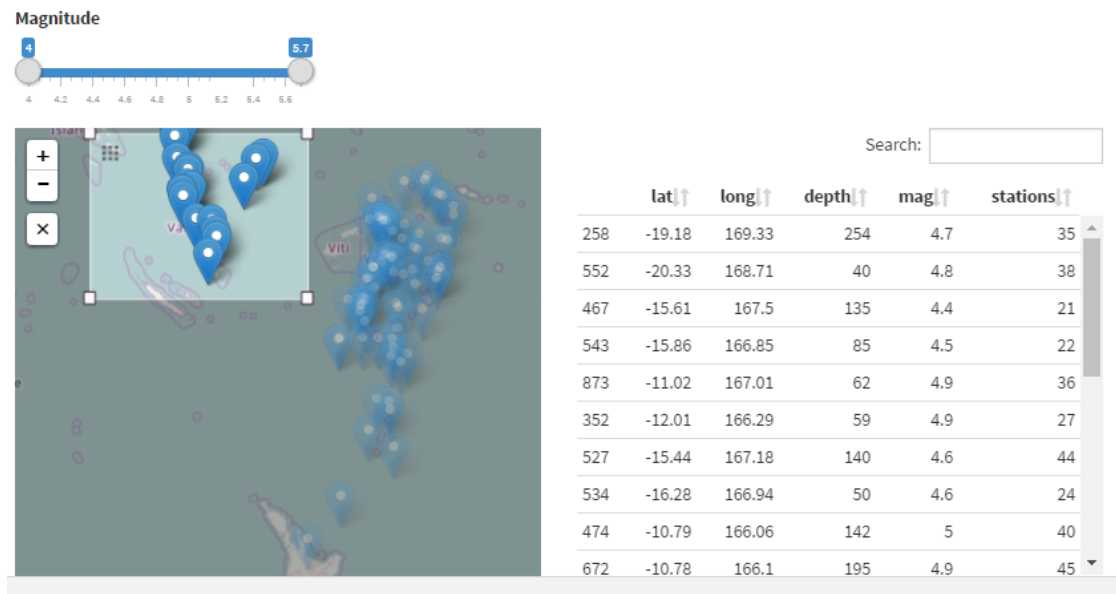 Magnitude
4 5.7
4 4.2 4.4 4.6 4.8 5 5.2 5.4 5.6
+
−
×
Viti
Search:
lat long depth mag stations
258 -19.18 169.33 254 4.7 35
552 -20.33 168.71 40 4.8 38
467 -15.61 167.5 135 4.4 21
543 -15.86 166.85 85 4.5 22
873 -11.02 167.01 62 4.9 36
352 -12.01 166.29 59 4.9 27
527 -15.44 167.18 140 4.6 44
534 -16.28 166.94 50 4.6 24
474 -10.79 166.06 142 5 40
672 -10.78 166.1 195 4.9 45